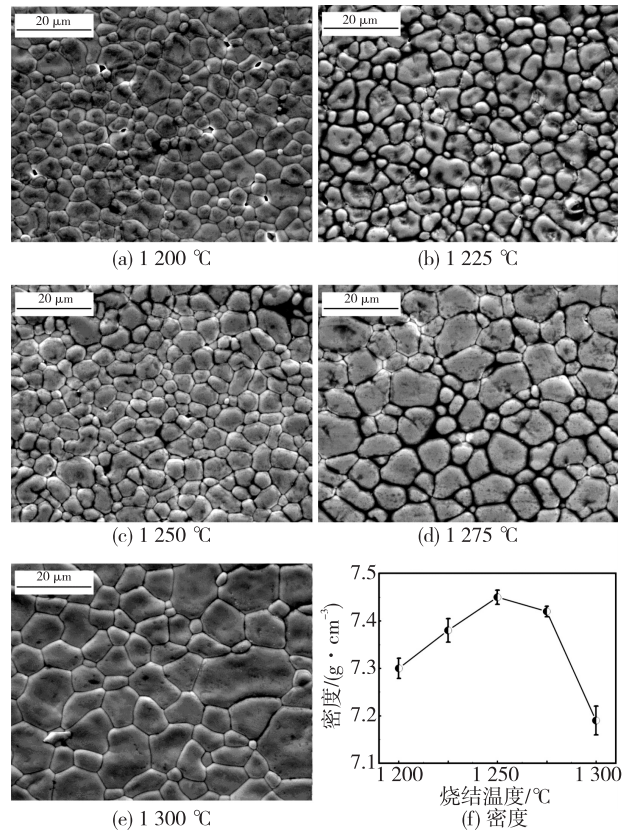 20 μm
20 μm
(a) 1 200 ℃
(b) 1 225 ℃
20 μm
20 μm
(c) 1 250 ℃
(d) 1 275 ℃
20 μm
7.5
7.4
7.3
7.2
7.1
密度/(g·cm⁻³)
1 200
1 250
1 300
烧结温度/℃
(e) 1 300 ℃
(f) 密度